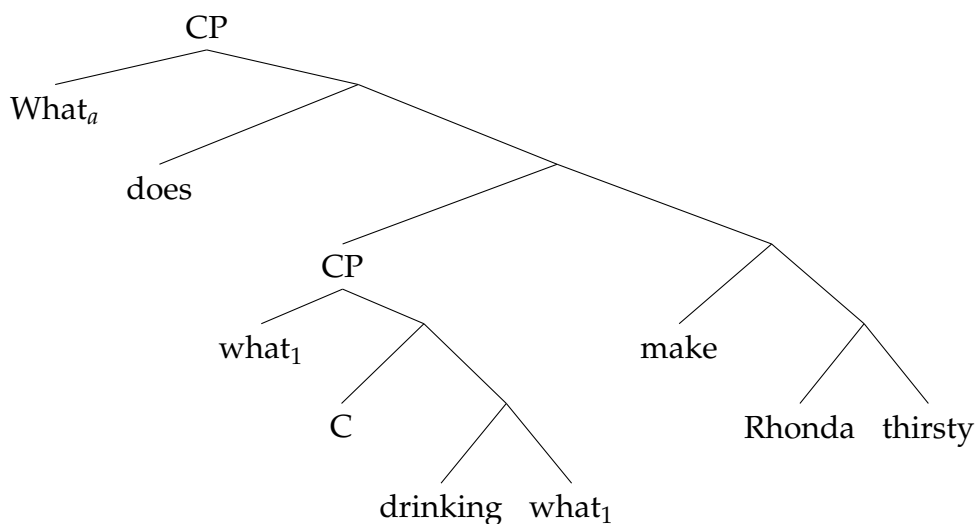 CP
What_a
does
CP
what_1
make
C
Rhonda thirsty
drinking what_1